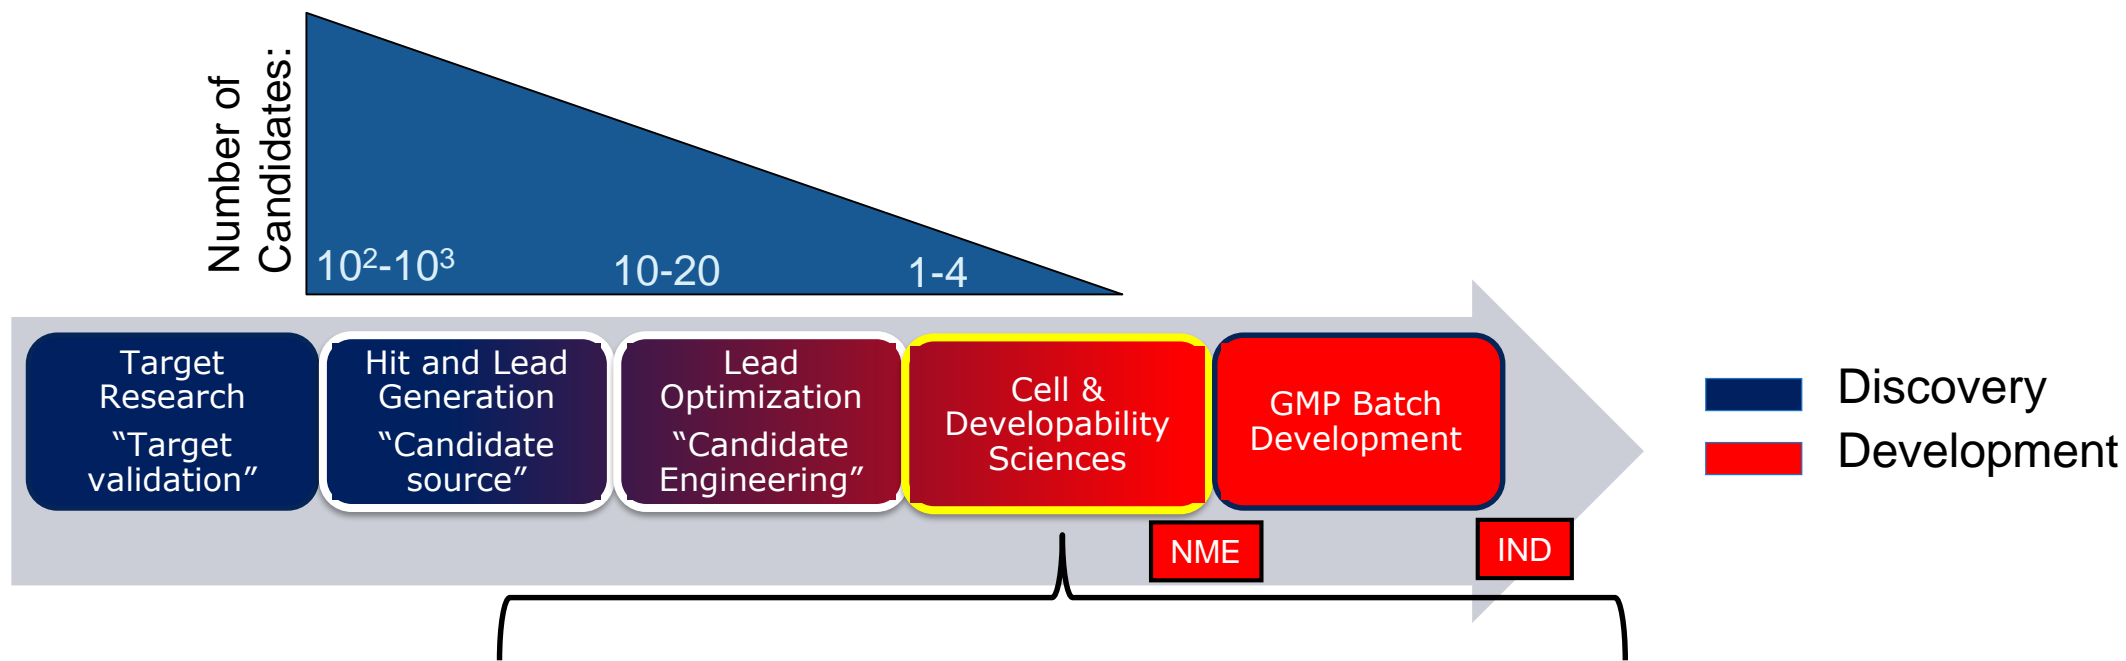 Number of
Candidates:
10²-10³
10-20
1-4
Target
Research
“Target
validation”
Hit and Lead
Generation
“Candidate
source”
Lead
Optimization
“Candidate
Engineering”
Cell &
Developability
Sciences
GMP Batch
Development
NME
IND
Discovery
Development